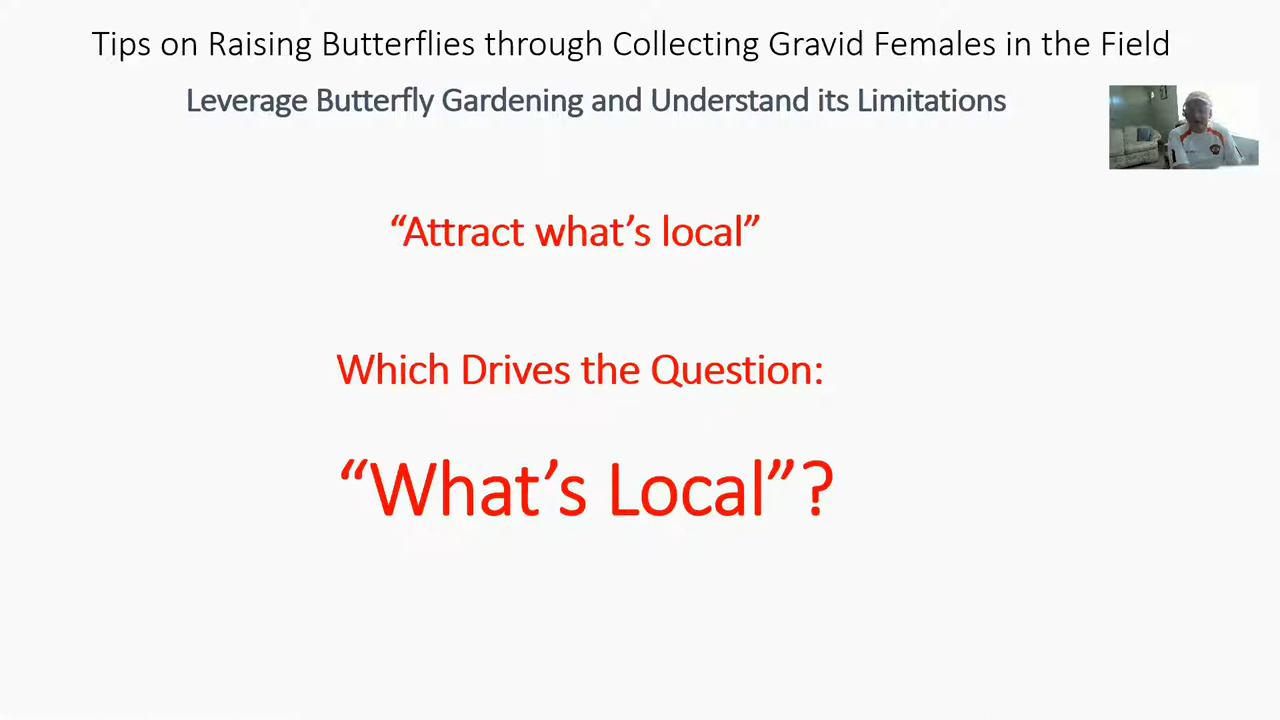 Tips on Raising Butterflies through Collecting Gravid Females in the Field
Leverage Butterfly Gardening and Understand its Limitations
“Attract what’s local”
Which Drives the Question:
“What’s Local”?